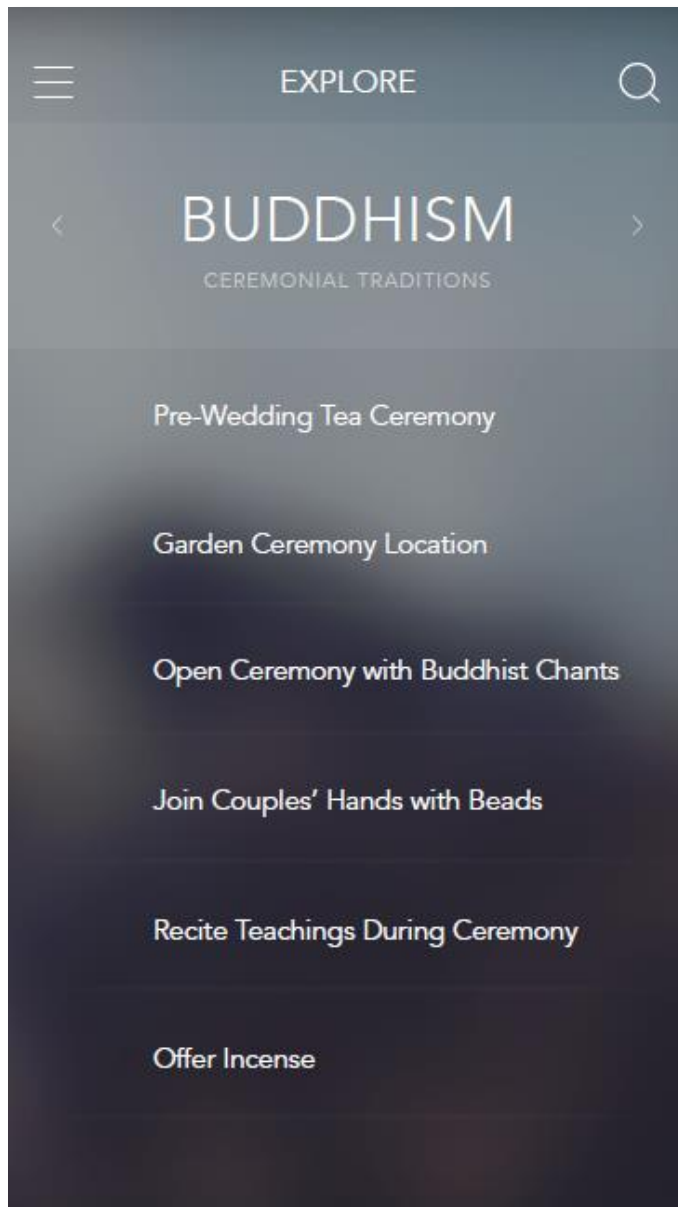 EXPLORE
BUDDHISM
CEREMONIAL TRADITIONS
Pre-Wedding Tea Ceremony
Garden Ceremony Location
Open Ceremony with Buddhist Chants
Join Couples’ Hands with Beads
Recite Teachings During Ceremony
Offer Incense